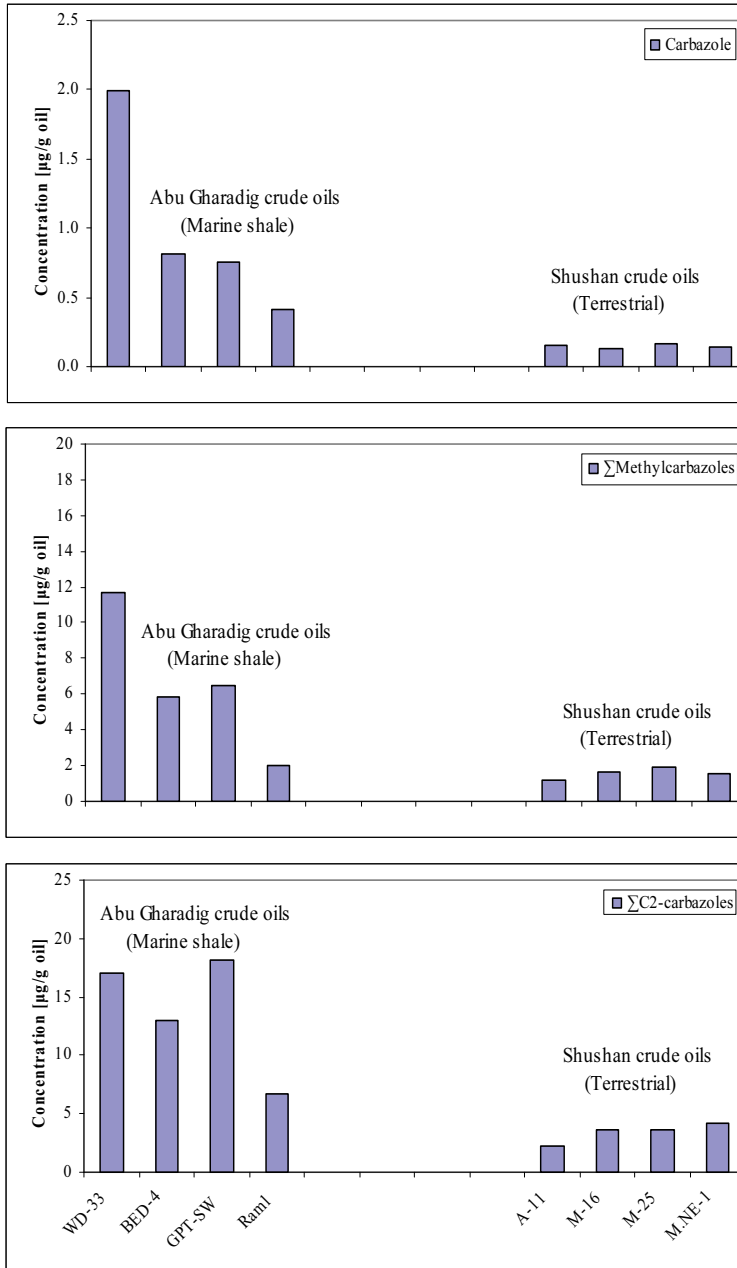 2.5
Carbazole
2.0
1.5
Abu Gharadig crude oils
(Marine shale)
1.0
Shushan crude oils
(Terrestrial)
0.5
0.0
Concentration [µg/g oil]
20
∑Methylcarbazoles
18
16
14
12
10
Abu Gharadig crude oils
(Marine shale)
8
6
Shushan crude oils
(Terrestrial)
4
2
0
Concentration [µg/g oil]
25
∑C2-carbazoles
Abu Gharadig crude oils
(Marine shale)
20
15
10
Shushan crude oils
(Terrestrial)
5
0
Concentration [µg/g oil]
WD-33
BED-4
GPT-SW
Ram1
A-11
M-16
M-25
M.NE-1